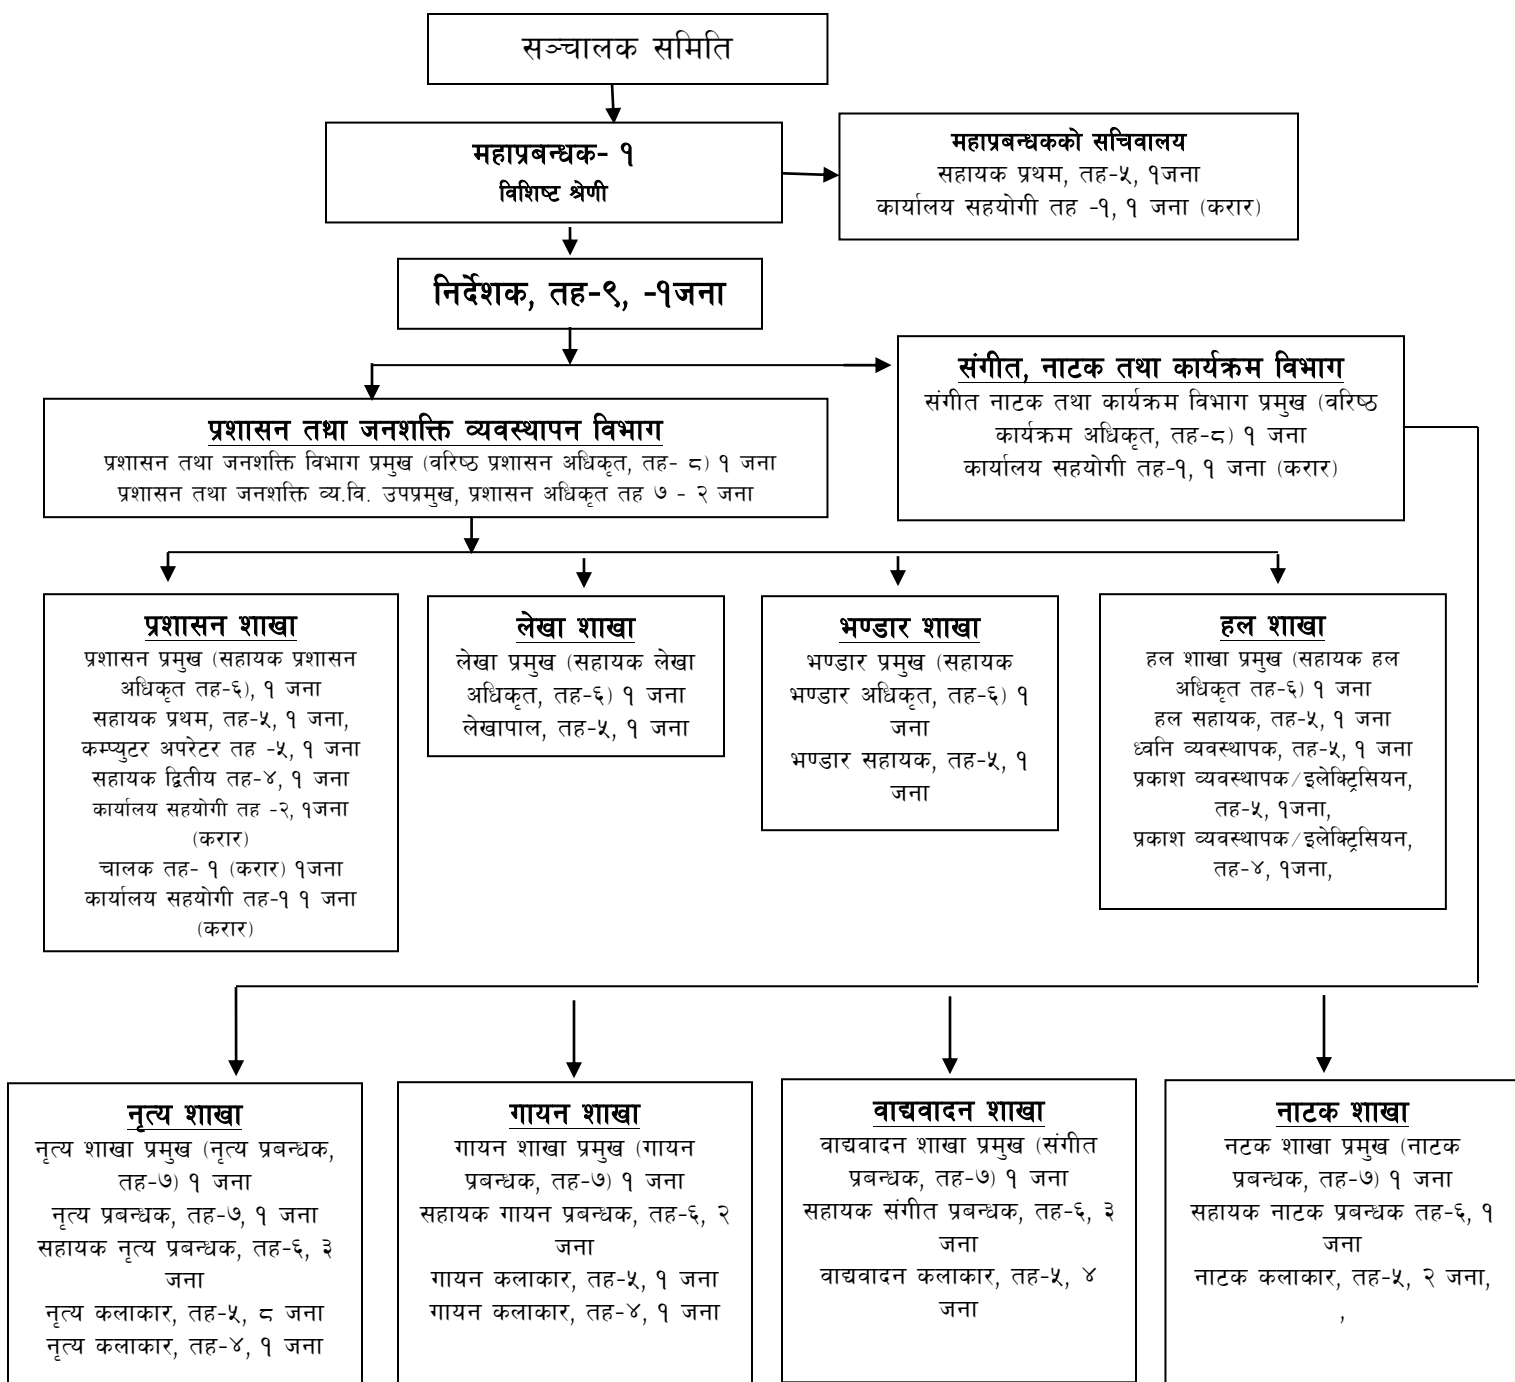 सञ्चालक समिति
महाप्रबन्धक- १
विशिष्ट श्रेणी
महाप्रबन्धकको सचिवालय
सहायक प्रथम, तह-५, १जना
कार्यालय सहयोगी तह -१, १ जना (करार)
निर्देशक, तह-९, -१जना
संगीत, नाटक तथा कार्यक्रम विभाग
संगीत नाटक तथा कार्यक्रम विभाग प्रमुख (वरिष्ठ
कार्यक्रम अधिकृत, तह-८) १ जना
कार्यालय सहयोगी तह-१, १ जना (करार)
प्रशासन तथा जनशक्ति व्यवस्थापन विभाग
प्रशासन तथा जनशक्ति विभाग प्रमुख (वरिष्ठ प्रशासन अधिकृत, तह- ८) १ जना
प्रशासन तथा जनशक्ति व्य.वि. उपप्रमुख, प्रशासन अधिकृत तह ७ - २ जना
प्रशासन शाखा
प्रशासन प्रमुख (सहायक प्रशासन
अधिकृत तह-६), १ जना
सहायक प्रथम, तह-५, १ जना,
कम्प्युटर अपरेटर तह -५, १ जना
सहायक द्वितीय तह-४, १ जना
कार्यालय सहयोगी तह -२, १जना
(करार)
चालक तह- १ (करार) १जना
कार्यालय सहयोगी तह-१ १ जना
(करार)
लेखा शाखा
लेखा प्रमुख (सहायक लेखा
अधिकृत, तह-६) १ जना
लेखापाल, तह-५, १ जना
भण्डार शाखा
भण्डार प्रमुख (सहायक
भण्डार अधिकृत, तह-६) १
जना
भण्डार सहायक, तह-५, १
जना
हल शाखा
हल शाखा प्रमुख (सहायक हल
अधिकृत तह-६) १ जना
हल सहायक, तह-५, १ जना
ध्वनि व्यवस्थापक, तह-५, १ जना
प्रकाश व्यवस्थापक/इलेक्ट्रिसियन,
तह-५, १जना,
प्रकाश व्यवस्थापक/इलेक्ट्रिसियन,
तह-४, १जना,
नृत्य शाखा
नृत्य शाखा प्रमुख (नृत्य प्रबन्धक,
तह-७) १ जना
नृत्य प्रबन्धक, तह-७, १ जना
सहायक नृत्य प्रबन्धक, तह-६, ३
जना
नृत्य कलाकार, तह-५, ८ जना
नृत्य कलाकार, तह-४, १ जना
गायन शाखा
गायन शाखा प्रमुख (गायन
प्रबन्धक, तह-७) १ जना
सहायक गायन प्रबन्धक, तह-६, २
जना
गायन कलाकार, तह-५, १ जना
गायन कलाकार, तह-४, १ जना
वाद्यवादन शाखा
वाद्यवादन शाखा प्रमुख (संगीत
प्रबन्धक, तह-७) १ जना
सहायक संगीत प्रबन्धक, तह-६, ३
जना
वाद्यवादन कलाकार, तह-५, ४
जना
नाटक शाखा
नटक शाखा प्रमुख (नाटक
प्रबन्धक, तह-७) १ जना
सहायक नाटक प्रबन्धक तह-६, १
जना
नाटक कलाकार, तह-५, २ जना,
,